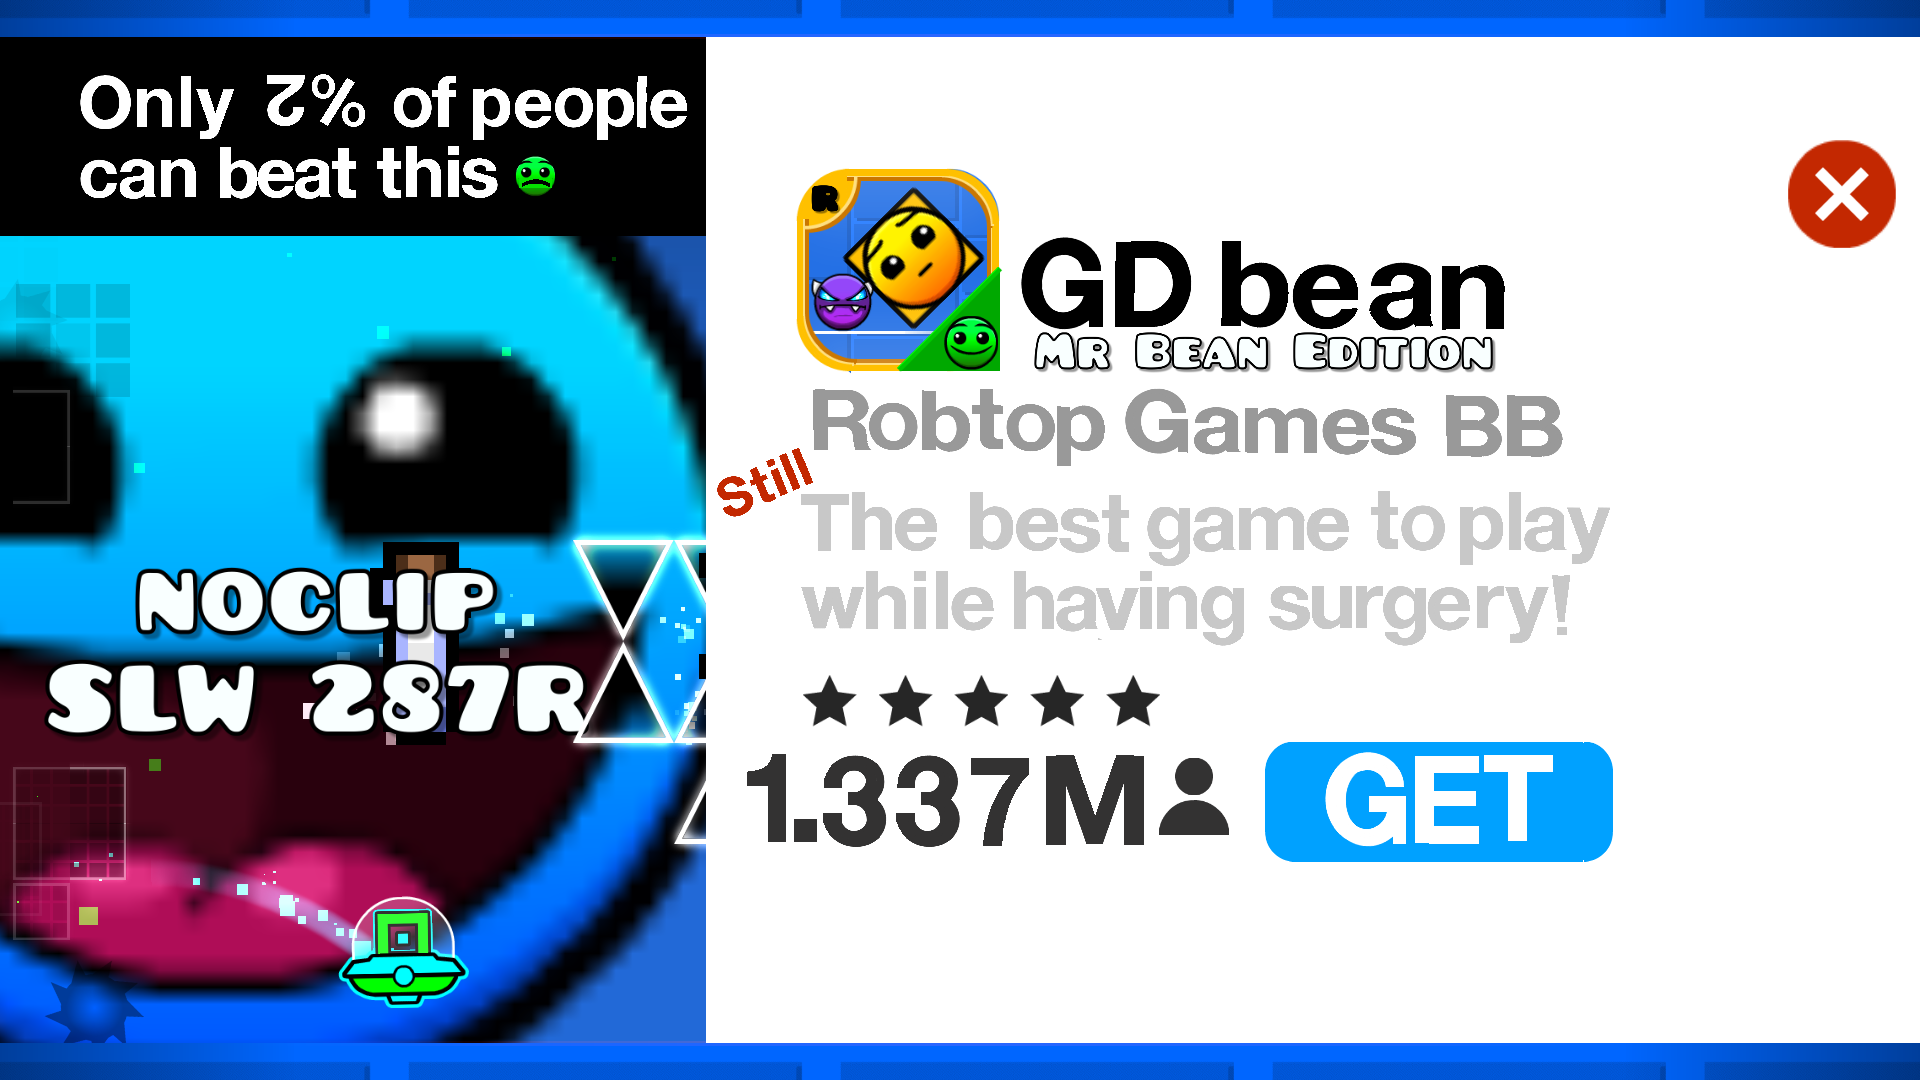 Only 2% of people
can beat this
NOCLIP
SLW 287R
R
GD bean
Mr Bean Edition
Robtop Games BB
Still
The best game to play
while having surgery!
1.337M
GET